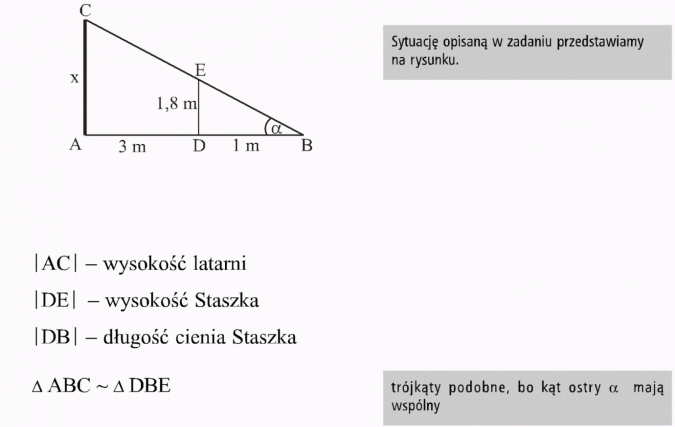 C
Sytuację opisaną w zadaniu przedstawiamy
na rysunku.
E
x
1,8 m
α
A 3 m D 1 m B
|AC| – wysokość latarni
|DE| – wysokość Staszka
|DB| – długość cienia Staszka
Δ ABC ~ Δ DBE
trójkąty podobne, bo kąt ostry α mają
wspólny